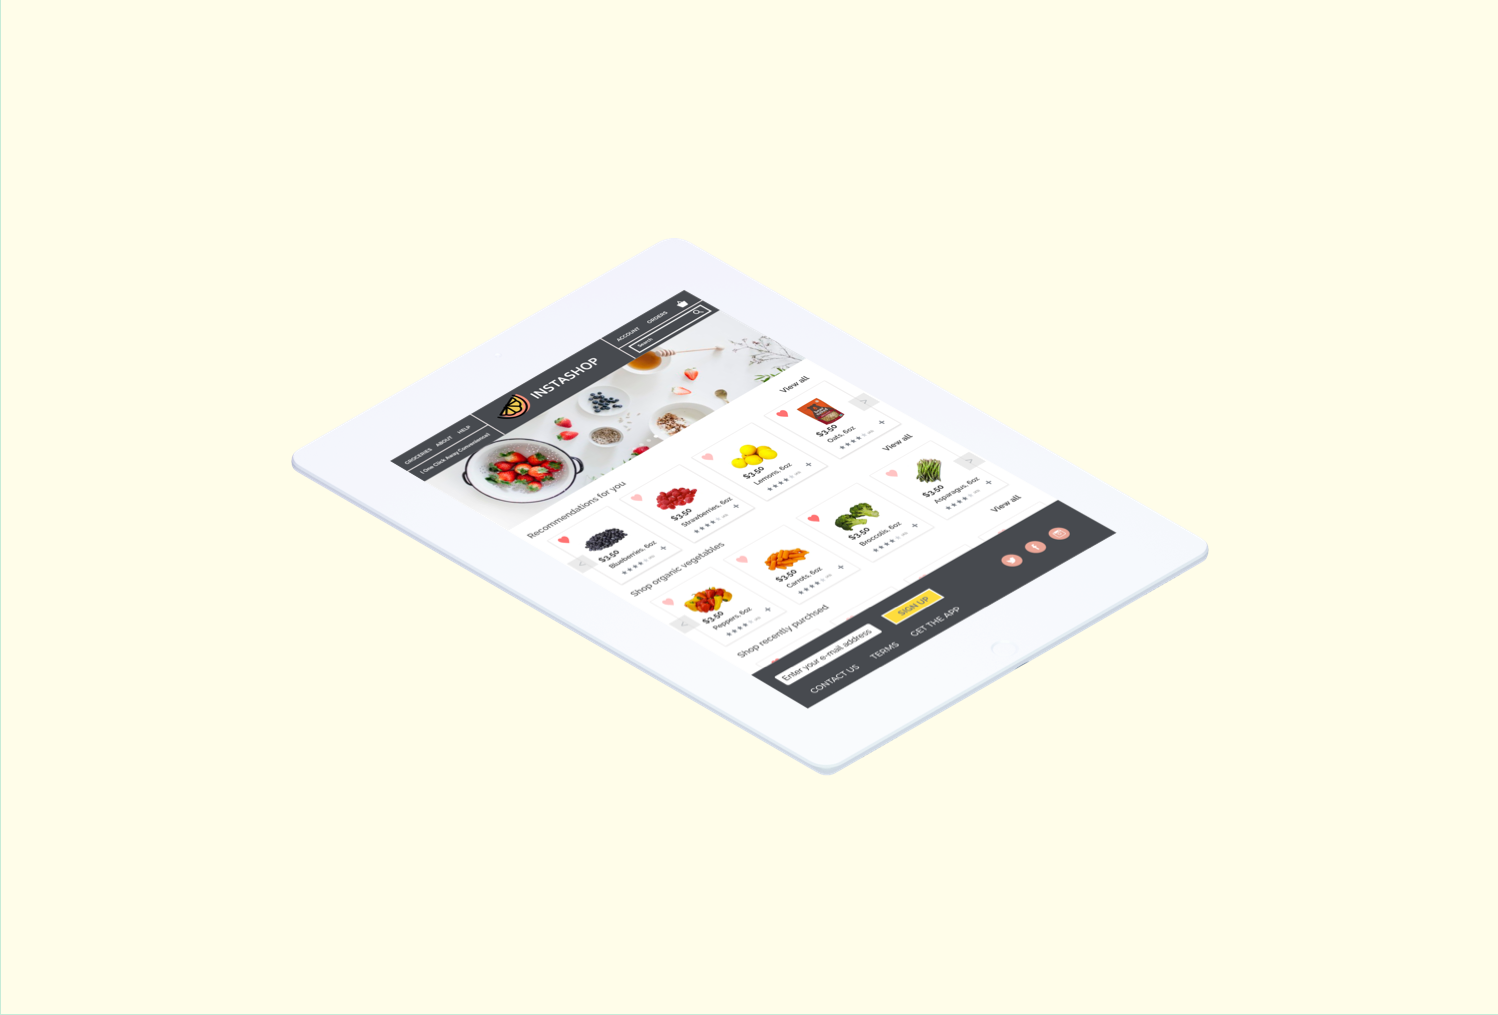 GROCERIES ABOUT HELP
INSTASHOP
ACCOUNT ORDERS
| One Click Away Convenience!
Search
Recommendations for you
View all
$3.50
Blueberries, 6oz
+
$3.50
Strawberries, 6oz
+
$3.50
Lemons, 6oz
+
$3.50
Oats, 6oz
+
<
>
Shop organic vegetables
View all
$3.50
Peppers, 6oz
+
$3.50
Carrots, 6oz
+
$3.50
Broccolis, 6oz
+
$3.50
Asparagus, 6oz
+
<
>
Shop recently purchsed
View all
Enter your e-mail address
SIGN UP
CONTACT US TERMS GET THE APP